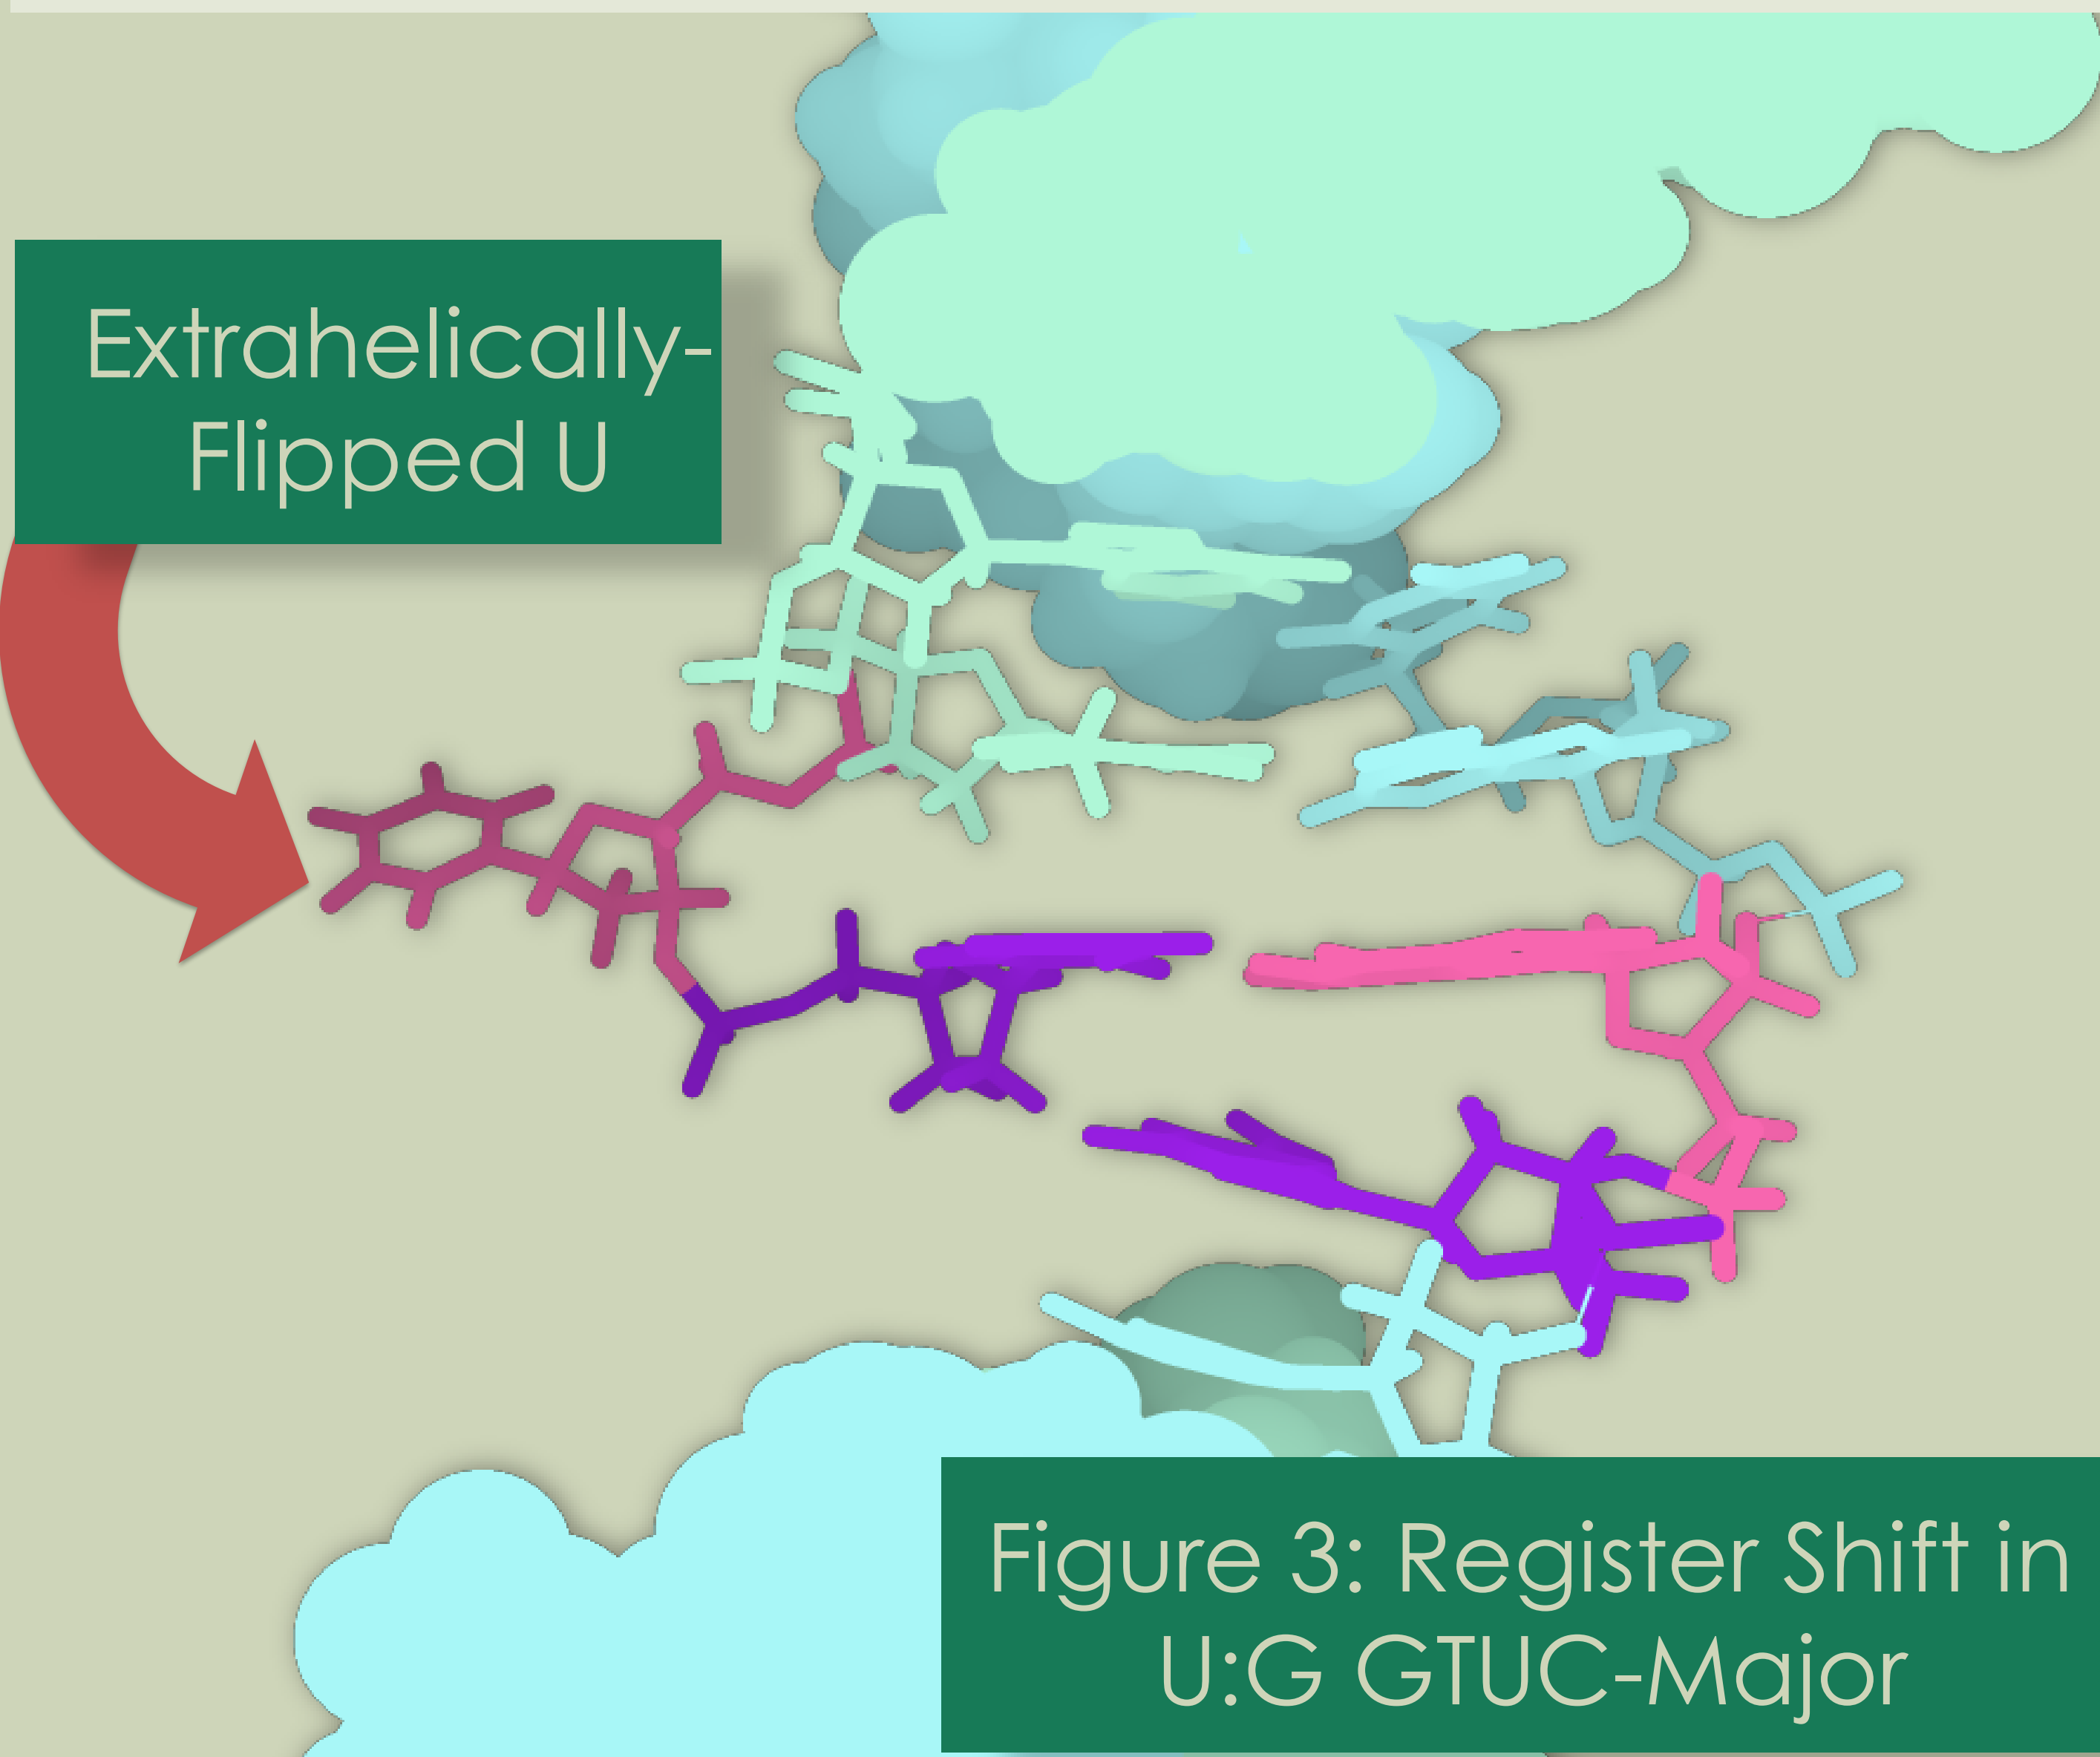 Extrahelically-
Flipped U
Figure 3: Register Shift in
U:G GTUC-Major